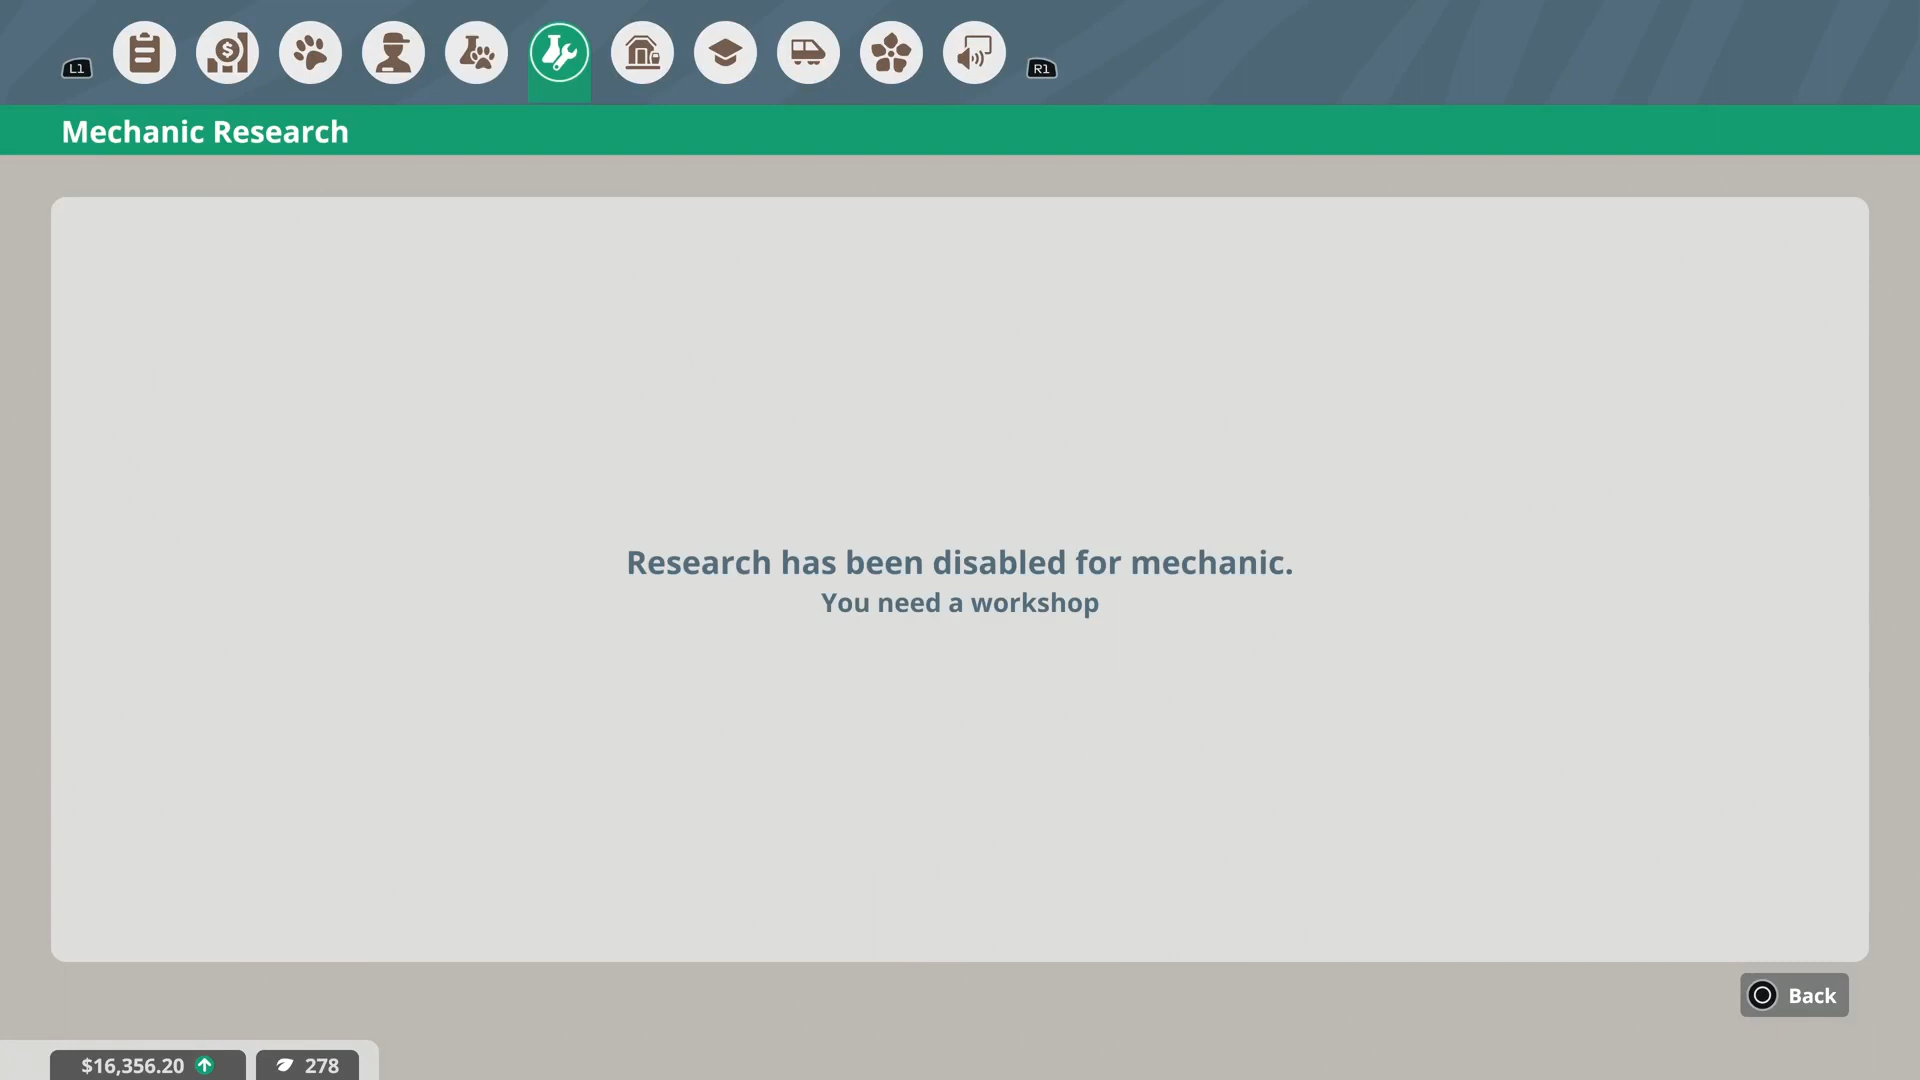 L1
R1
Mechanic Research
Research has been disabled for mechanic.
You need a workshop
Back
$16,356.20
278